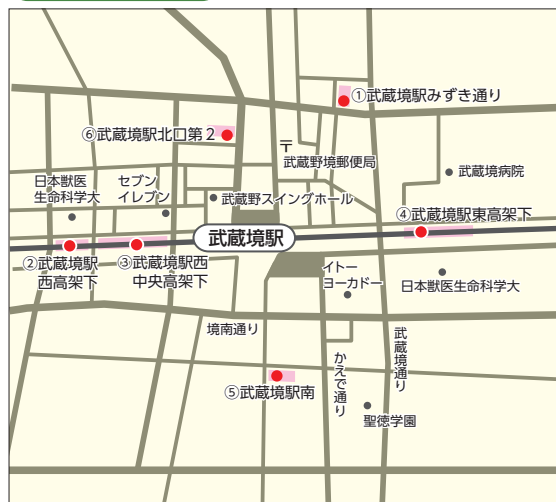 ①武蔵境駅みずき通り
⑥武蔵境駅北口第2
〒
武蔵野境郵便局
武蔵境病院
日本獣医
生命科学大
セブン
イレブン
武蔵野スイングホール
④武蔵境駅東高架下
武蔵境駅
②武蔵境駅
西高架下
③武蔵境駅西
中央高架下
イトー
ヨーカドー
日本獣医生命科学大
境南通り
かえで通り
武蔵境通り
⑤武蔵境駅南
聖徳学園